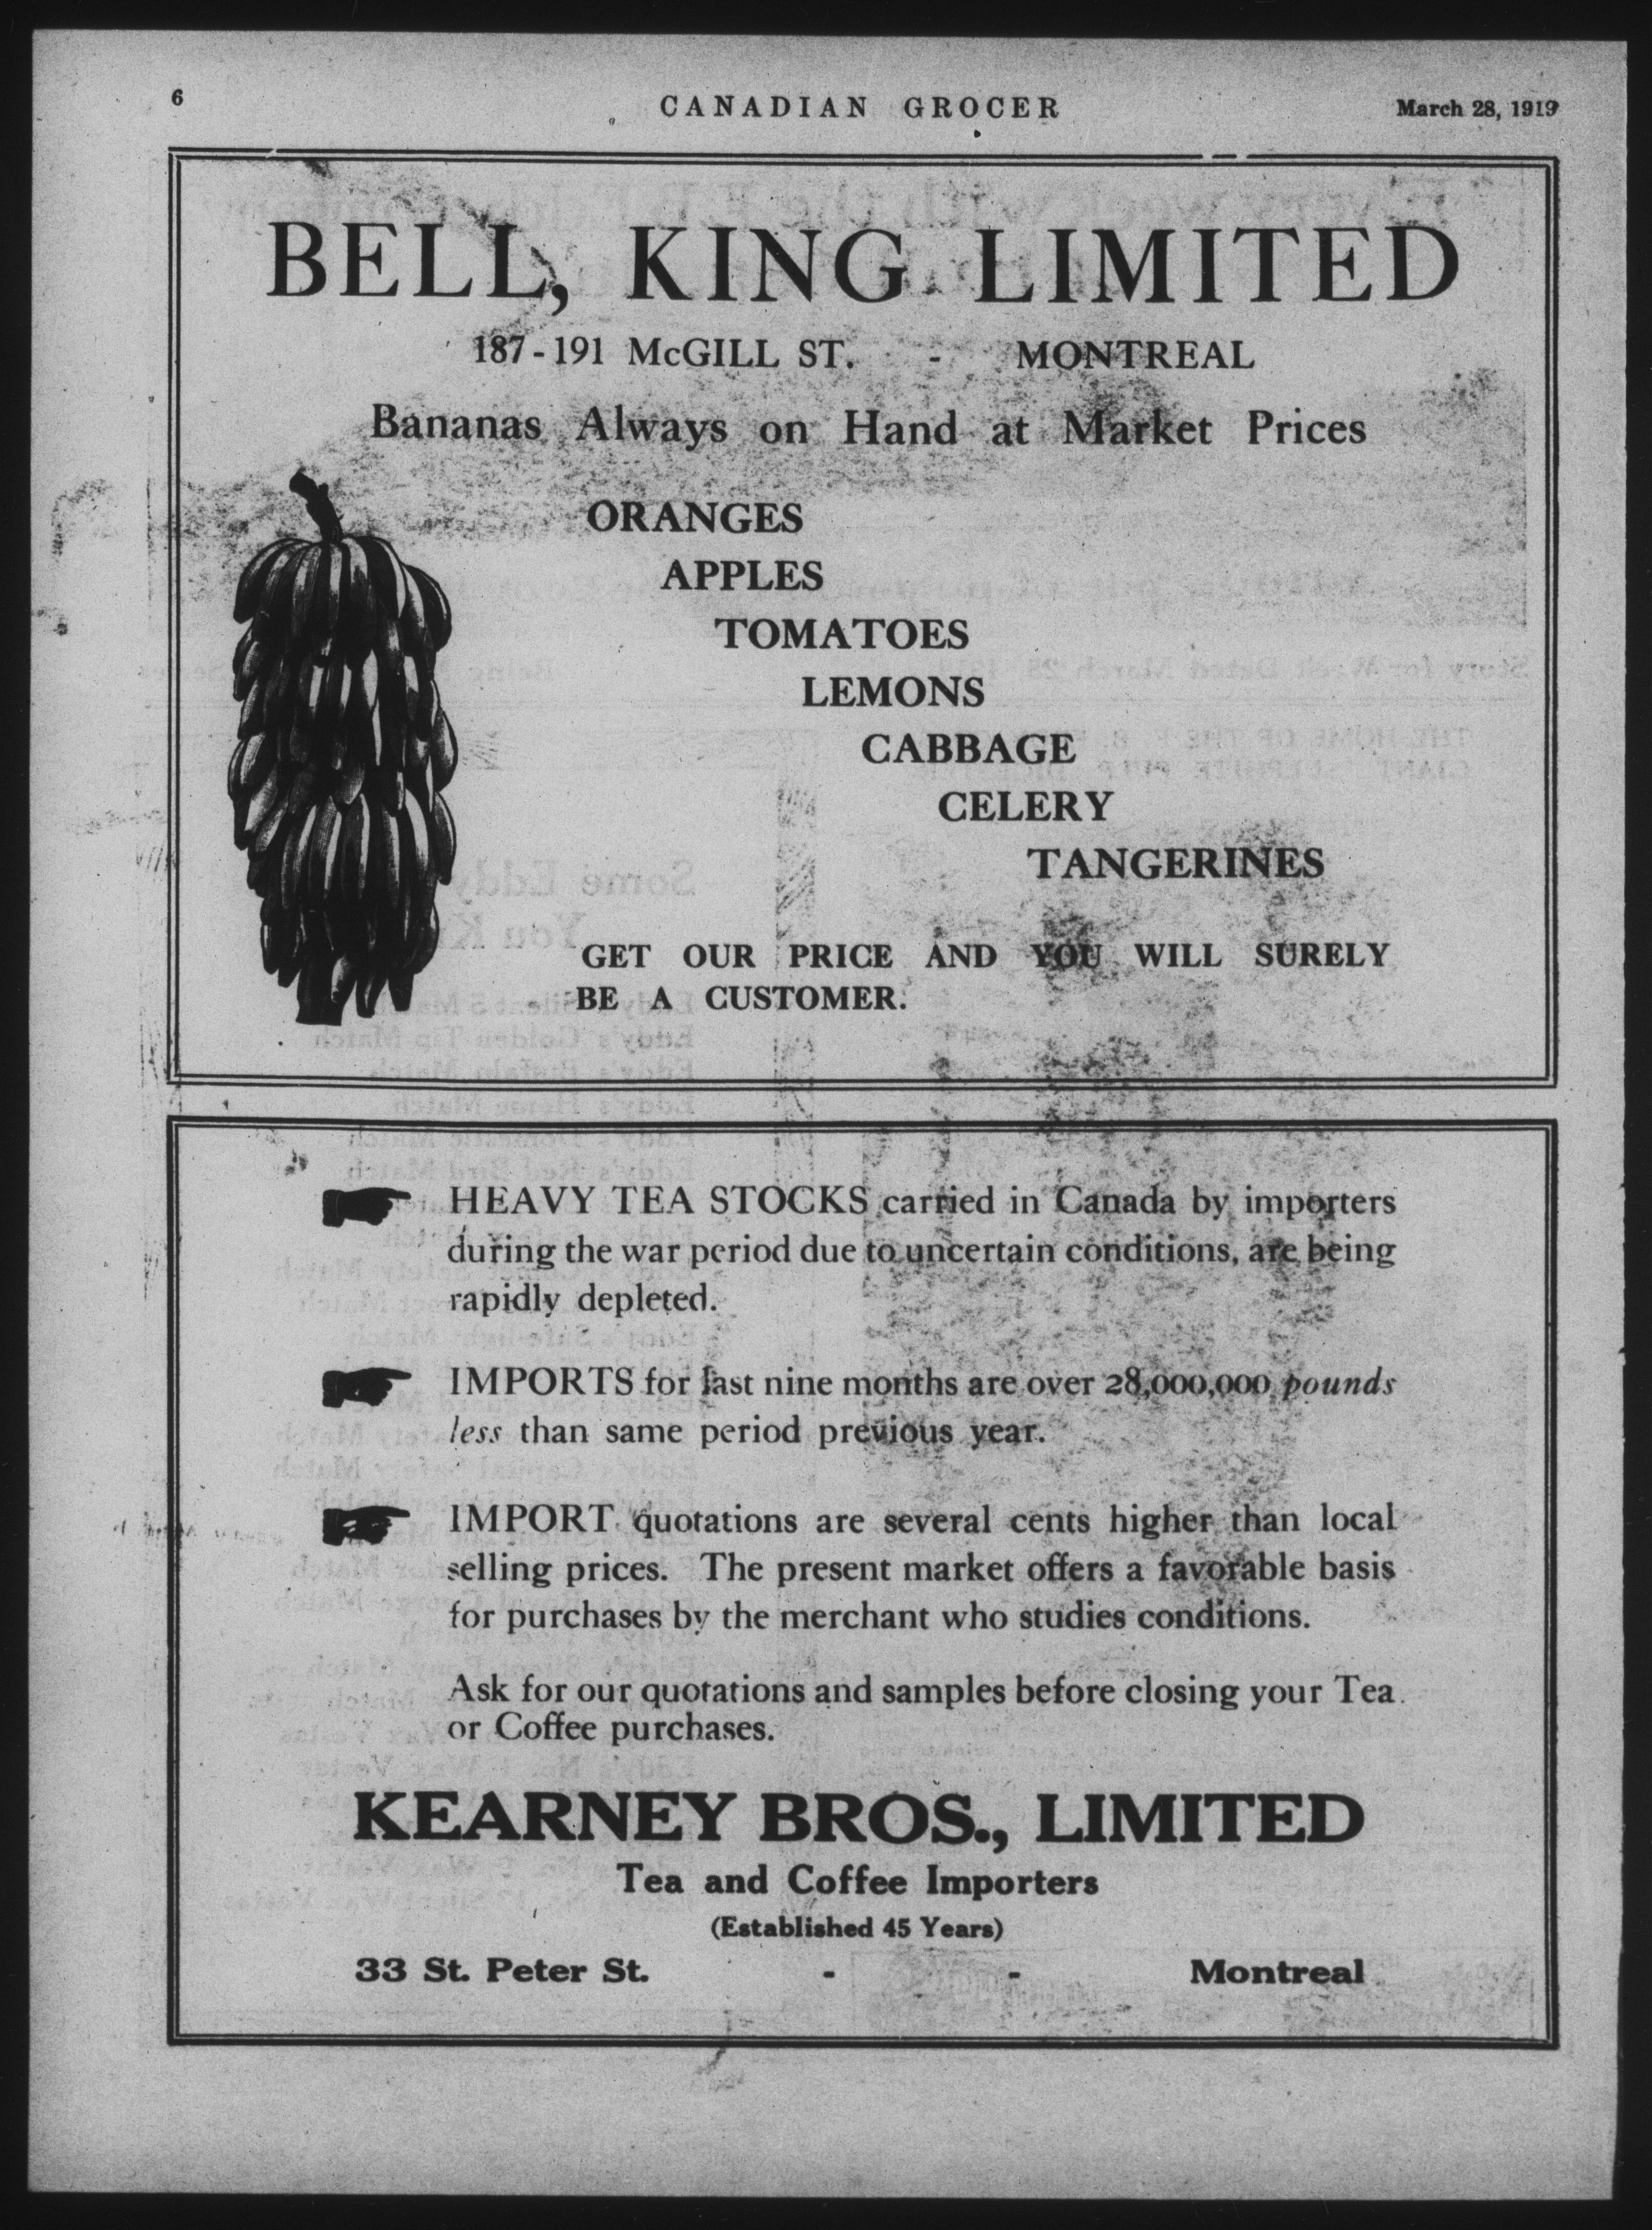 6
CANADIAN GROCER
March 28, 1919
BELL, KING LIMITED
187-191 McGILL ST. - MONTREAL
Bananas Always on Hand at Market Prices
ORANGES
APPLES
TOMATOES
LEMONS
CABBAGE
CELERY
TANGERINES
GET OUR PRICE AND YOU WILL SURELY
BE A CUSTOMER.
HEAVY TEA STOCKS carried in Canada by importers
during the war period due to uncertain conditions, are being
rapidly depleted.
IMPORTS for last nine months are over 28,000,000 pounds
less than same period previous year.
IMPORT quotations are several cents higher than local
selling prices. The present market offers a favorable basis
for purchases by the merchant who studies conditions.
Ask for our quotations and samples before closing your Tea
or Coffee purchases.
KEARNEY BROS., LIMITED
Tea and Coffee Importers
(Established 45 Years)
33 St. Peter St. - - Montreal